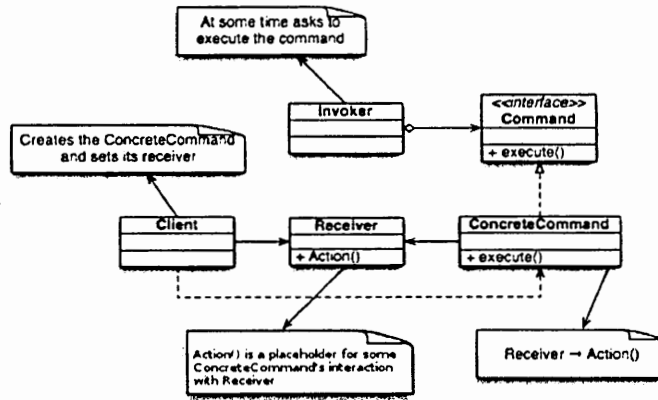 At some time asks to
execute the command
Invoker
<<interface>>
Command
+ execute()
Creates the ConcreteCommand
and sets its receiver
Client
Receiver
+ Action()
ConcreteCommand
+ execute()
Action() is a placeholder for some
ConcreteCommand's interaction
with Receiver
Receiver → Action()